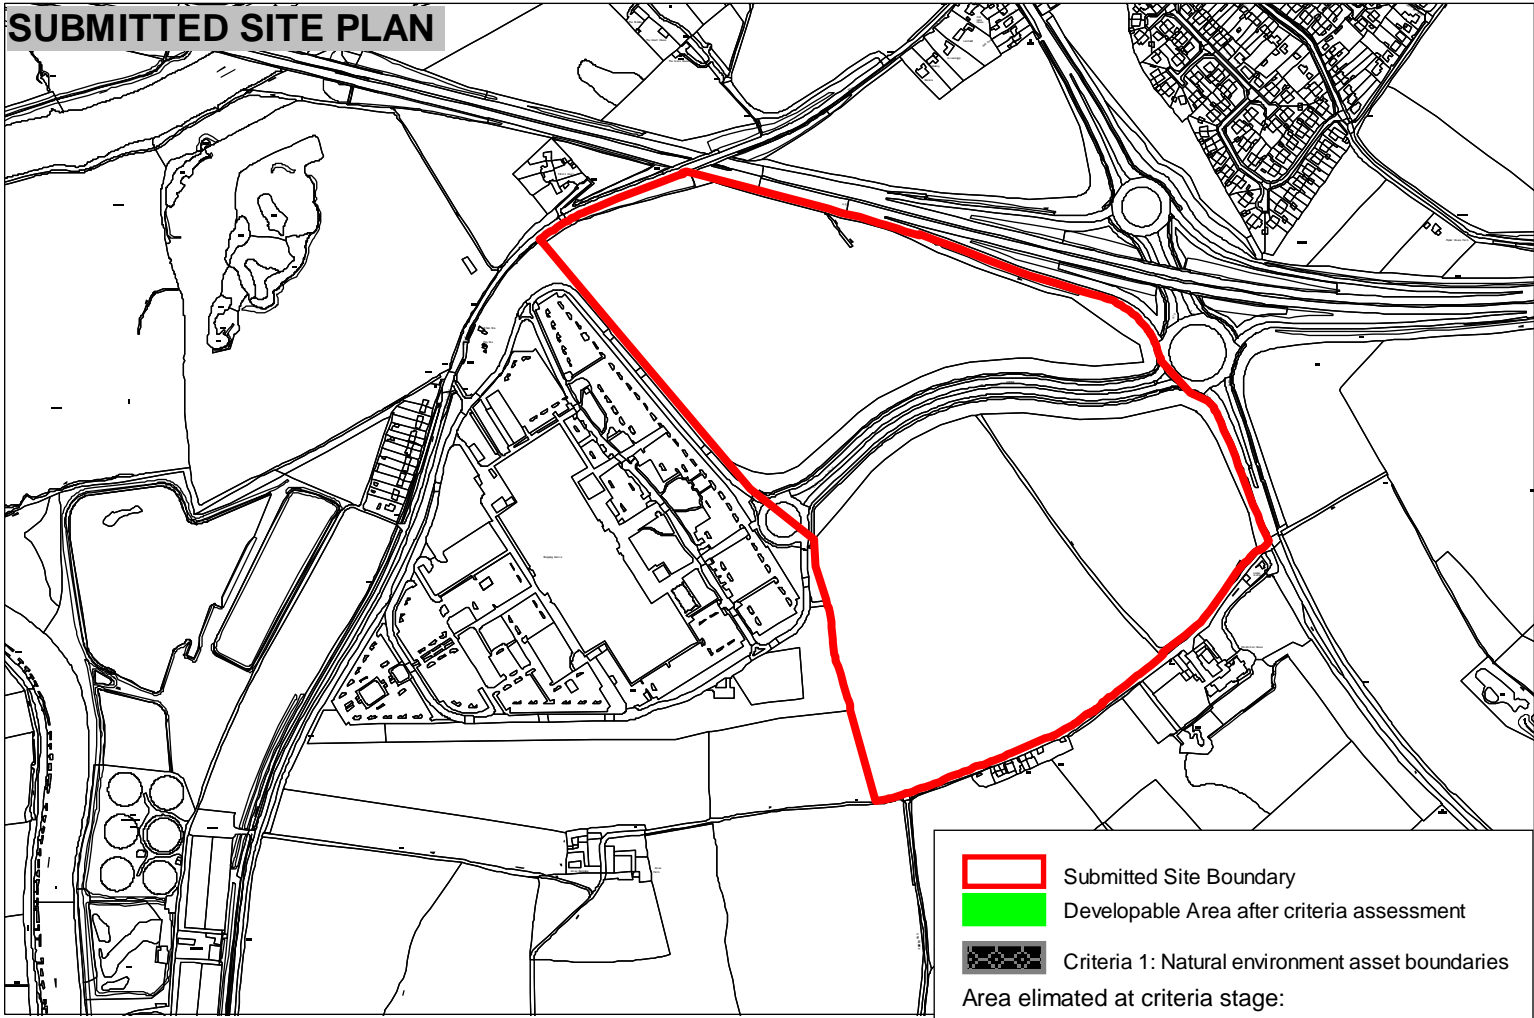 SUBMITTED SITE PLAN
Submitted Site Boundary
Developable Area after criteria assessment
Criteria 1: Natural environment asset boundaries
Area elimated at criteria stage: